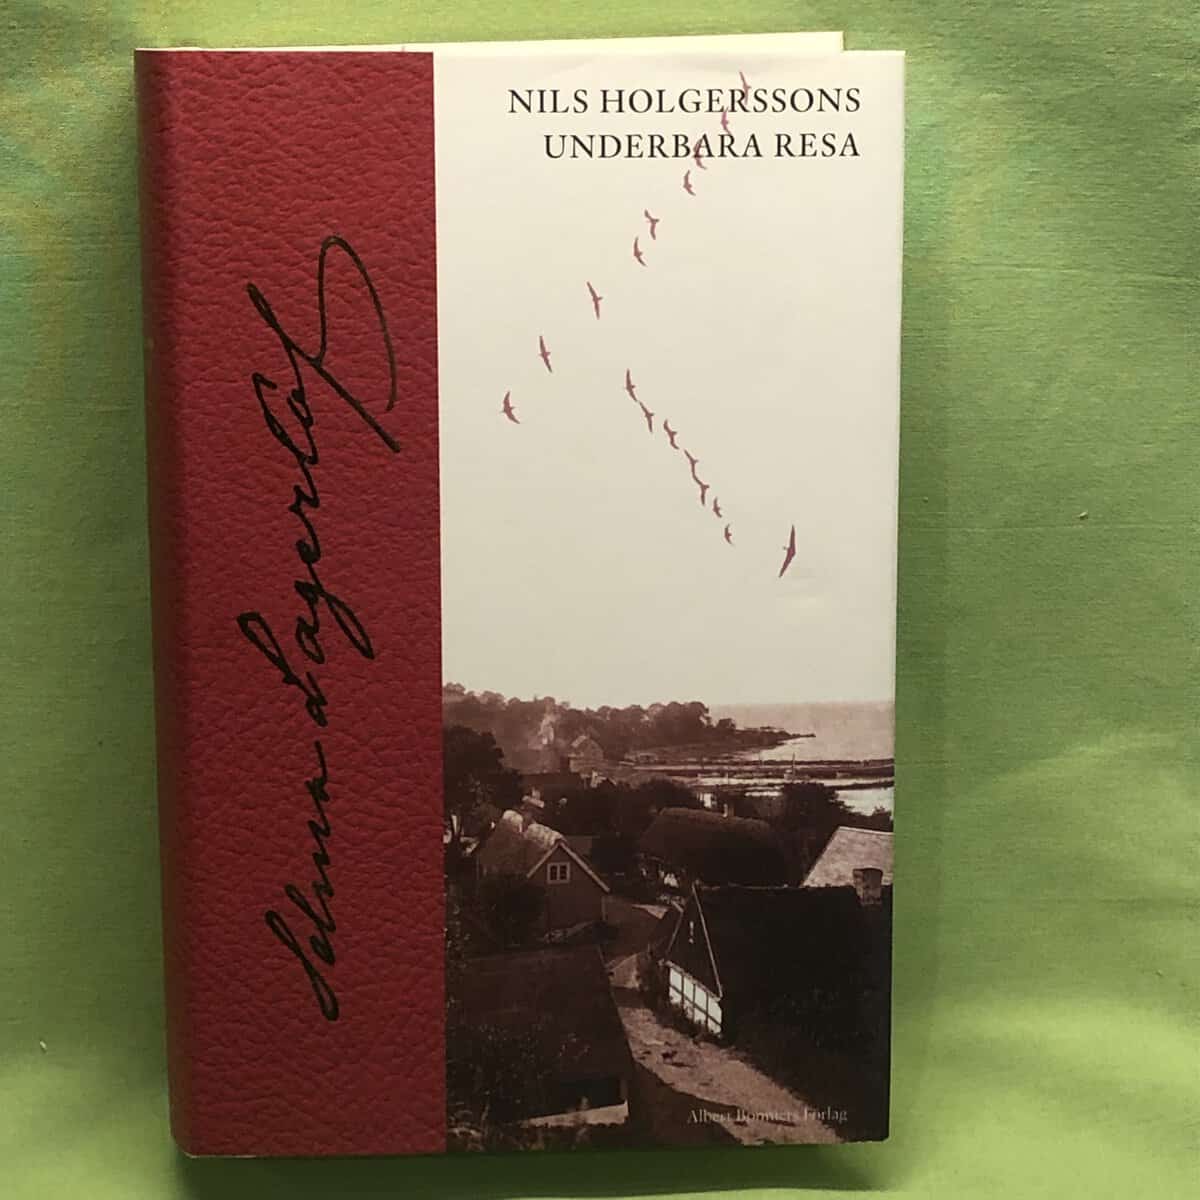 NILS HOLGERSSONS
UNDERBARA RESA
Selma Lagerlöf
Albert Bonniers Förlag